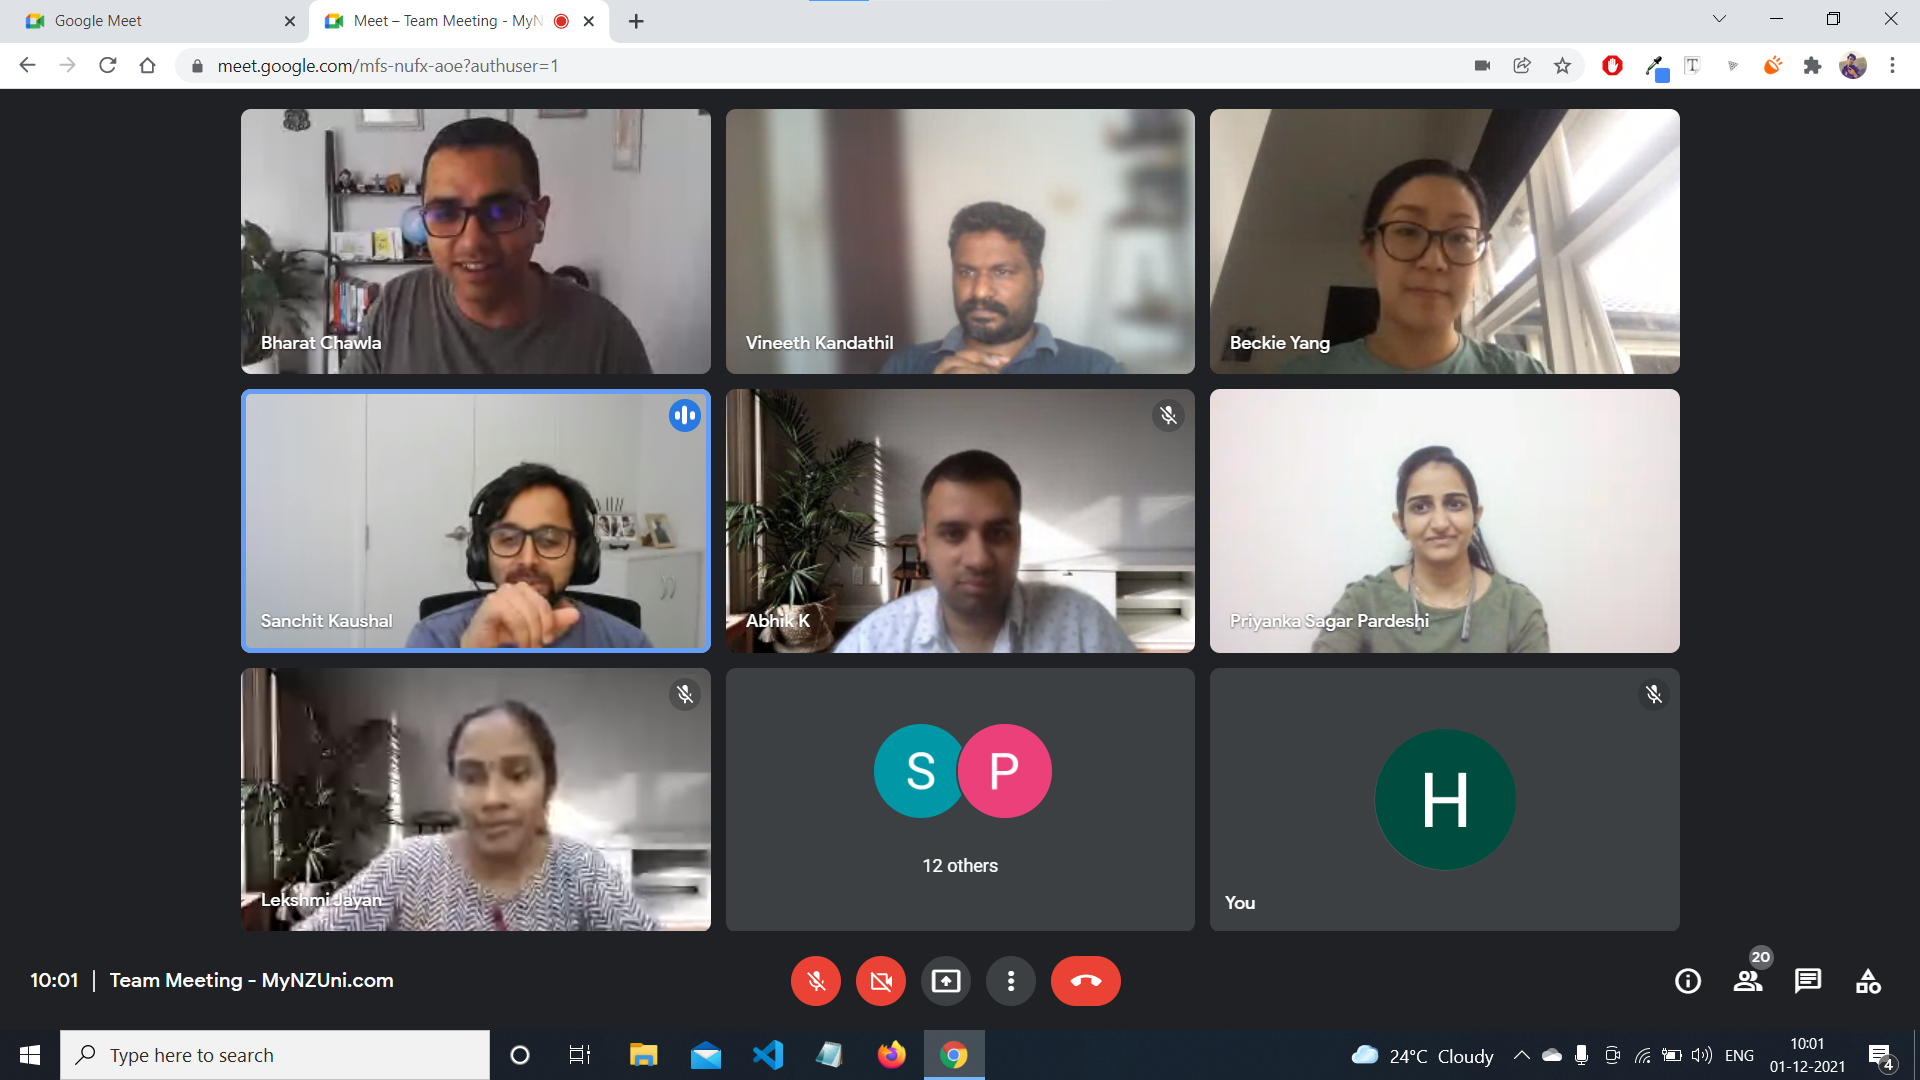 Google Meet
Meet – Team Meeting - MyN
meet.google.com/mfs-nufx-aoe?authuser=1
Bharat Chawla
Vineeth Kandathil
Beckie Yang
Sanchit Kaushal
Abhik K
Priyanka Sagar Pardeshi
Lekshmi Jayan
S
P
12 others
H
You
10:01
Team Meeting - MyNZUni.com
20
Type here to search
24°C Cloudy
ENG
10:01
01-12-2021
4